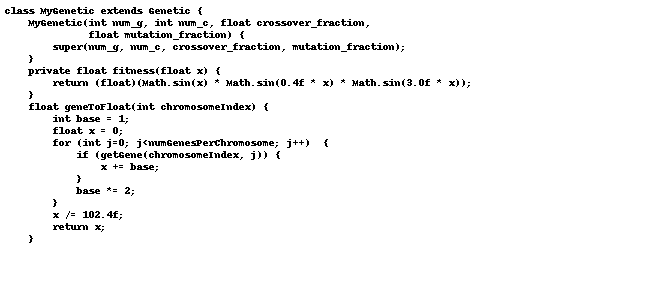 class MyGenetic extends Genetic {
    MyGenetic(int num_g, int num_c, float crossover_fraction,
              float mutation_fraction) {
        super(num_g, num_c, crossover_fraction, mutation_fraction);
    }
    private float fitness(float x) {
        return (float)(Math.sin(x) * Math.sin(0.4f * x) * Math.sin(3.0f * x));
    }
    float geneToFloat(int chromosomeIndex) {
        int base = 1;
        float x = 0;
        for (int j=0; j<numGenesPerChromosome; j++)  {
            if (getGene(chromosomeIndex, j)) {
                x += base;
            }
            base *= 2;
        }
        x /= 102.4f;
        return x;
    }